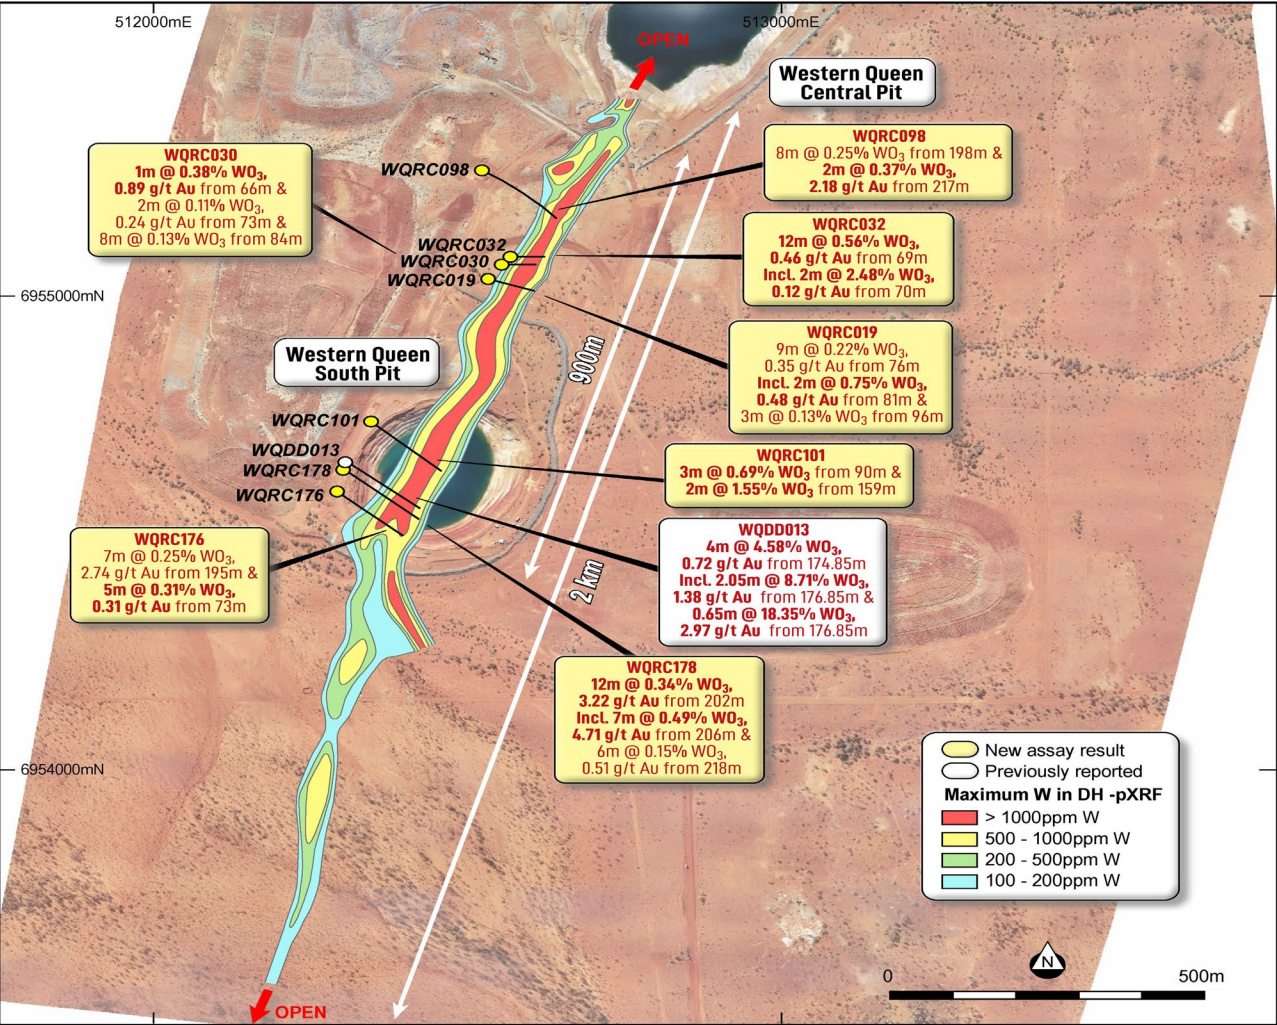 512000mE
513000mE
OPEN
Western Queen
Central Pit
WQRC030
1m @ 0.38% WO₃,
0.89 g/t Au from 66m &
2m @ 0.11% WO₃,
0.24 g/t Au from 73m &
8m @ 0.13% WO₃ from 84m
WQRC098
WQRC098
8m @ 0.25% WO₃ from 198m &
2m @ 0.37% WO₃,
2.18 g/t Au from 217m
WQRC032
WQRC030
WQRC019
WQRC032
12m @ 0.56% WO₃,
0.46 g/t Au from 69m
Incl. 2m @ 2.48% WO₃,
0.12 g/t Au from 70m
6955000mN
WQRC019
9m @ 0.22% WO₃,
0.35 g/t Au from 76m
Incl. 2m @ 0.75% WO₃,
0.48 g/t Au from 81m &
3m @ 0.13% WO₃ from 96m
Western Queen
South Pit
900m
WQRC101
WQDD013
WQRC178
WQRC176
WQRC101
3m @ 0.69% WO₃ from 90m &
2m @ 1.55% WO₃ from 159m
WQRC176
7m @ 0.25% WO₃,
2.74 g/t Au from 195m &
5m @ 0.31% WO₃,
0.31 g/t Au from 73m
2 km
WQDD013
4m @ 4.58% WO₃,
0.72 g/t Au from 174.85m
Incl. 2.05m @ 8.71% WO₃,
1.38 g/t Au from 176.85m &
0.65m @ 18.35% WO₃,
2.97 g/t Au from 176.85m
WQRC178
12m @ 0.34% WO₃,
3.22 g/t Au from 202m
Incl. 7m @ 0.49% WO₃,
4.71 g/t Au from 206m &
6m @ 0.15% WO₃,
0.51 g/t Au from 218m
6954000mN
New assay result
Previously reported
Maximum W in DH -pXRF
> 1000ppm W
500 - 1000ppm W
200 - 500ppm W
100 - 200ppm W
N
0 500m
OPEN